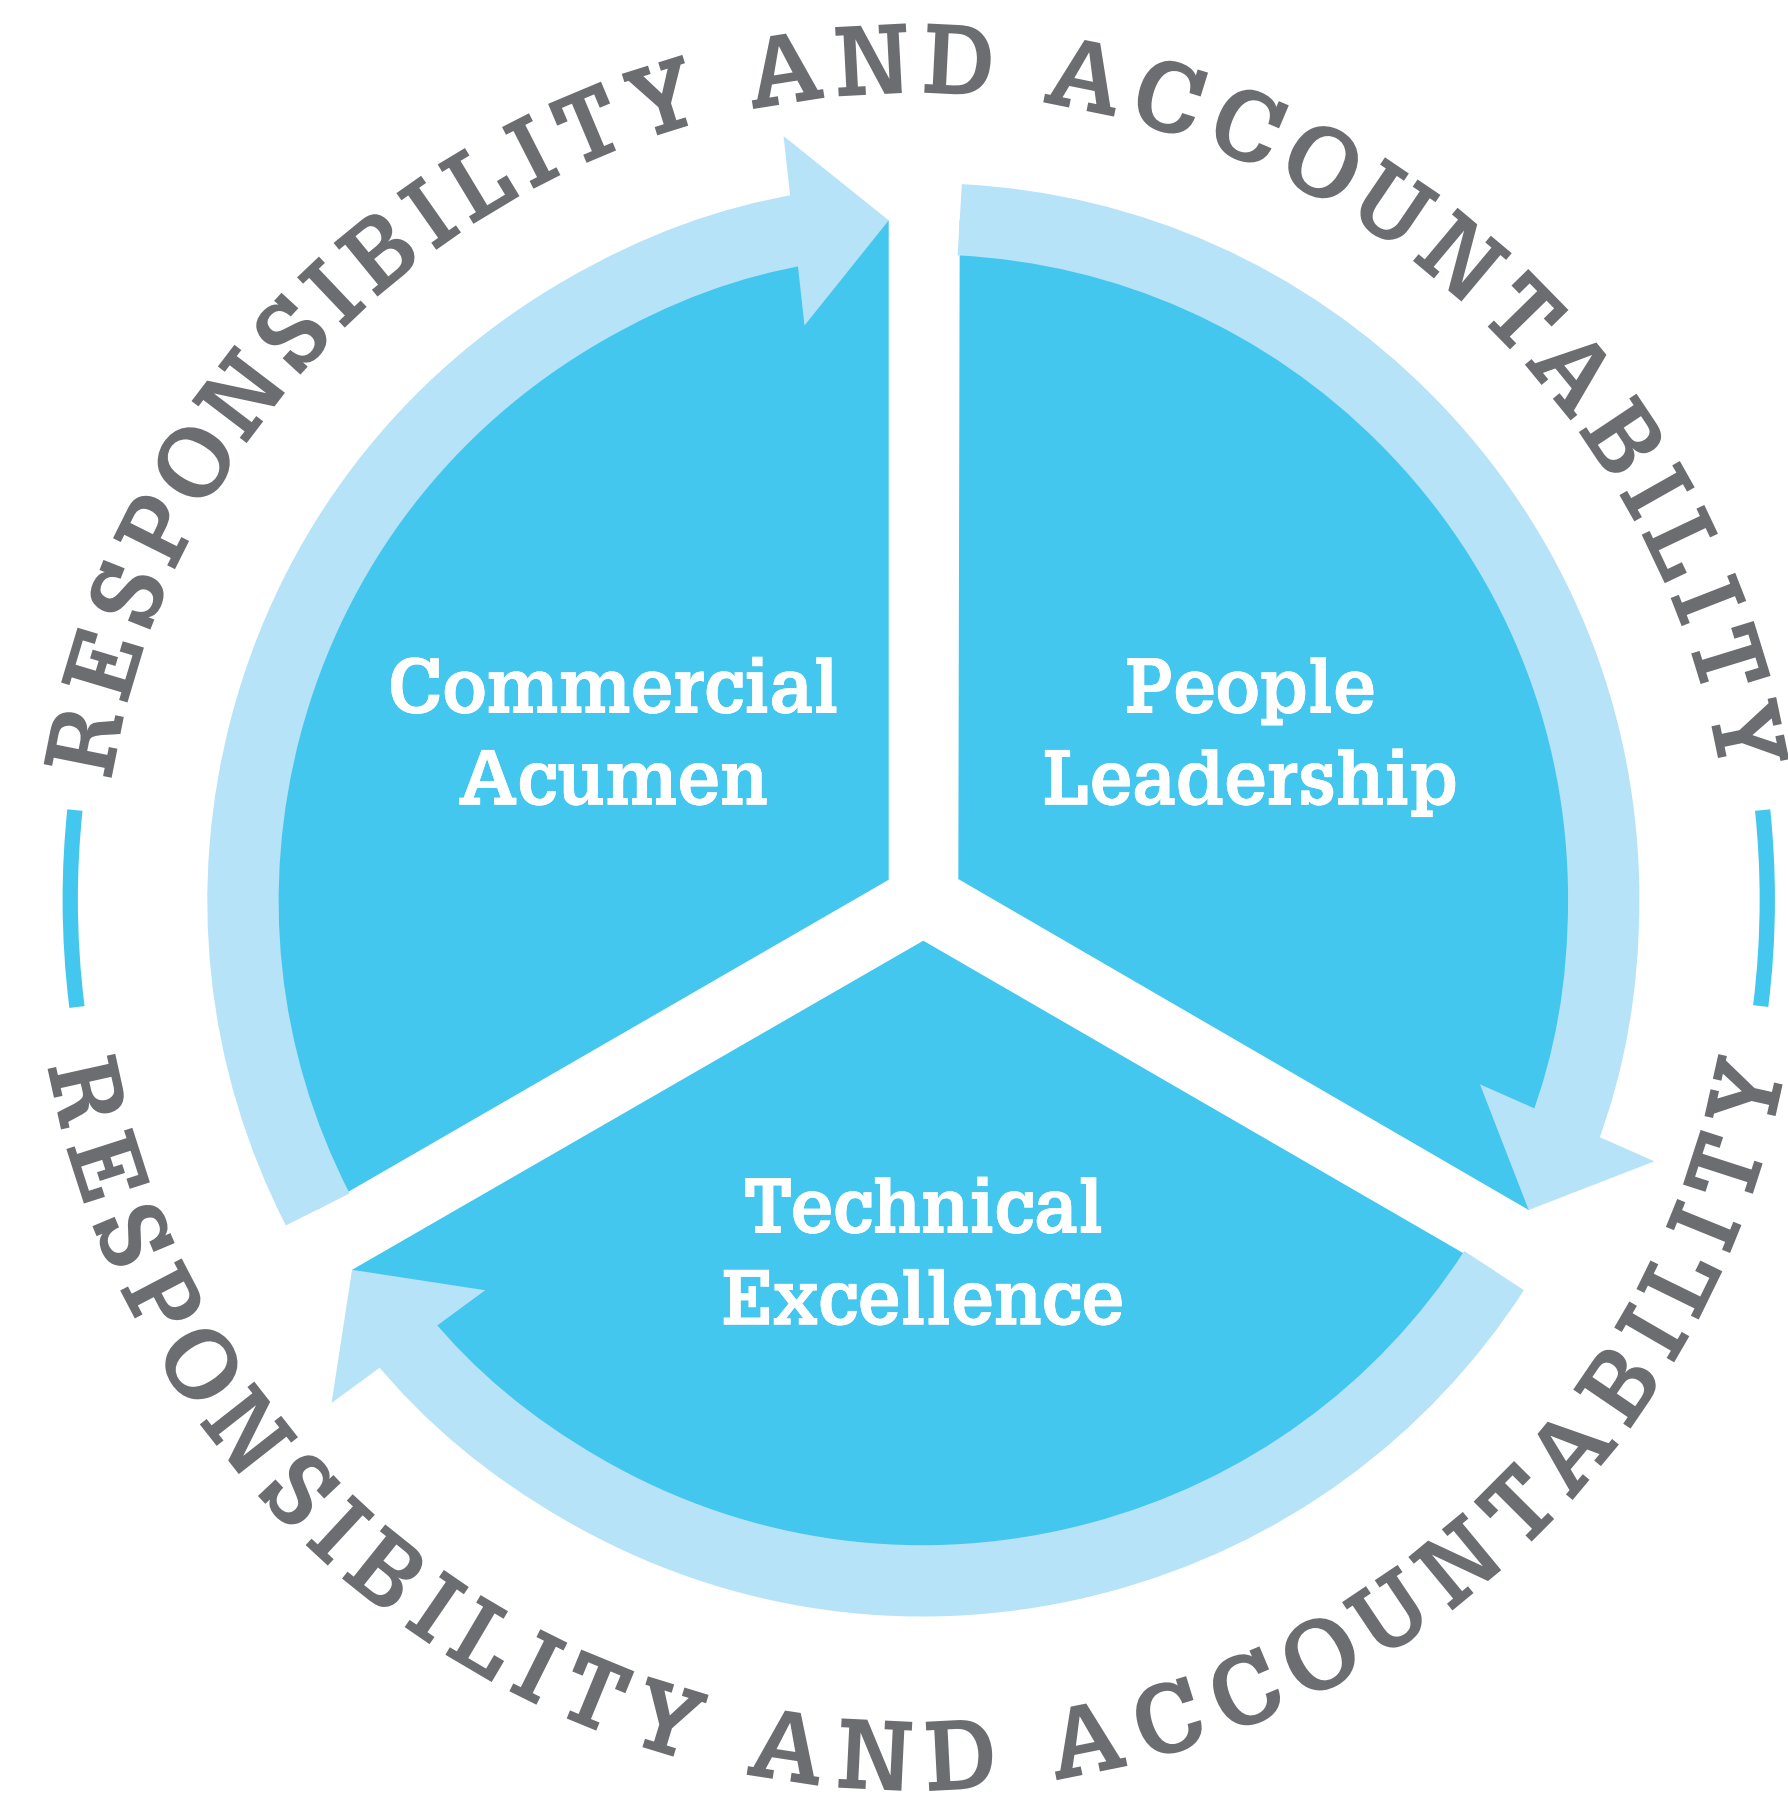 RESPONSIBILITY AND ACCOUNTABILITY
Commercial
Acumen
People
Leadership
Technical
Excellence
RESPONSIBILITY AND ACCOUNTABILITY